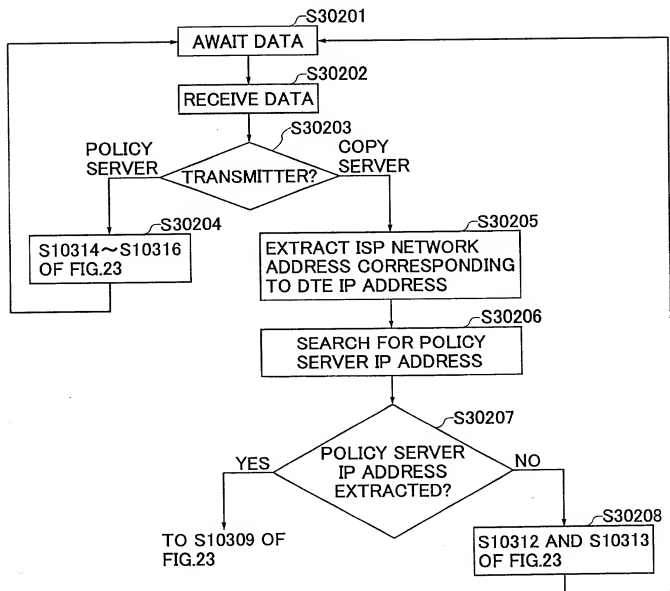 S30201
AWAIT DATA
S30202
RECEIVE DATA
S30203
POLICY
SERVER
COPY
SERVER
TRANSMITTER?
S30204
S10314～S10316
OF FIG.23
S30205
EXTRACT ISP NETWORK
ADDRESS CORRESPONDING
TO DTE IP ADDRESS
S30206
SEARCH FOR POLICY
SERVER IP ADDRESS
S30207
POLICY SERVER
IP ADDRESS
EXTRACTED?
YES
NO
TO S10309 OF
FIG.23
S30208
S10312 AND S10313
OF FIG.23